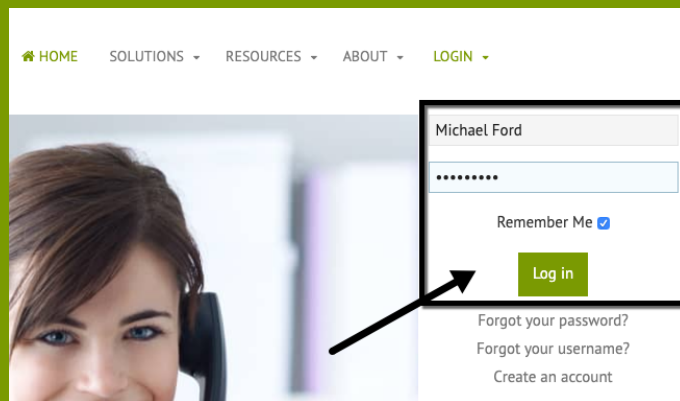 HOME SOLUTIONS RESOURCES ABOUT LOGIN
Michael Ford
•••••••••
Remember Me
Log in
Forgot your password?
Forgot your username?
Create an account